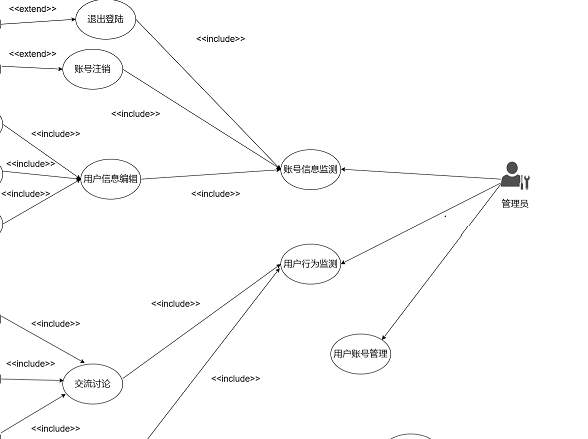 <<extend>>
退出登陆
<<include>>
<<extend>>
账号注销
<<include>>
<<include>>
<<include>>
用户信息编辑
账号信息监测
<<include>>
<<include>>
管理员
用户行为监测
<<include>>
<<include>>
用户账号管理
<<include>>
交流讨论
<<include>>
<<include>>